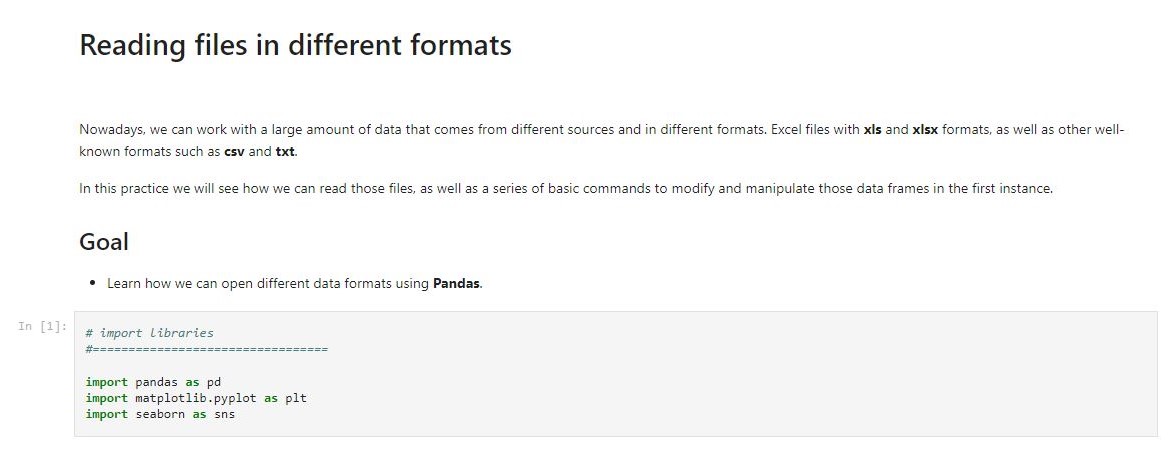 Reading files in different formats
Nowadays, we can work with a large amount of data that comes from different sources and in different formats. Excel files with xls and xlsx formats, as well as other well-
known formats such as csv and txt.
In this practice we will see how we can read those files, as well as a series of basic commands to modify and manipulate those data frames in the first instance.
Goal
• Learn how we can open different data formats using Pandas.
In [1]:
# import libraries
#=================================
import pandas as pd
import matplotlib.pyplot as plt
import seaborn as sns